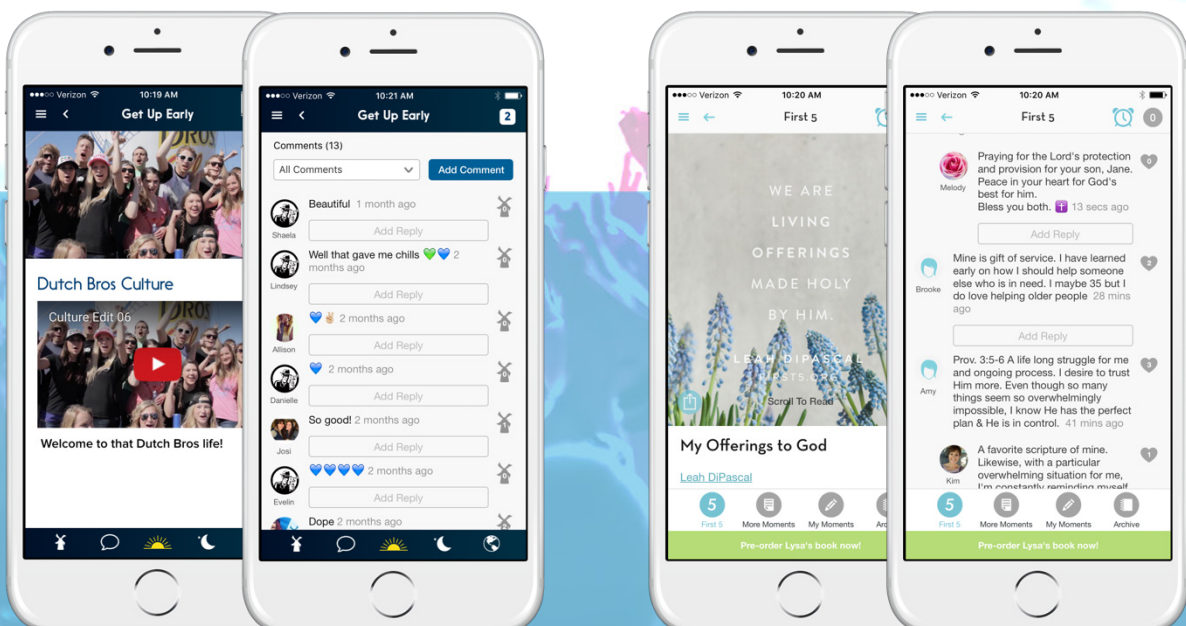 Verizon 10:19 AM
Get Up Early
Dutch Bros Culture
Culture Edit 06
Welcome to that Dutch Bros life!
Verizon 10:21 AM
Get Up Early 2
Comments (13)
All Comments Add Comment
Beautiful 1 month ago
Shaela
Add Reply
Well that gave me chills 💚💙 2
months ago
Lindsey
Add Reply
💙✌🏼 2 months ago
Allison
Add Reply
💙 2 months ago
Danielle
Add Reply
So good! 2 months ago
Josi
Add Reply
💙💙💙💙 2 months ago
Evelin
Add Reply
Dope 2 months ago
Verizon 10:20 AM
First 5
WE ARE
LIVING
OFFERINGS
MADE HOLY
BY HIM.
LEAH DIPASCAL
FIRST5.ORG
Scroll To Read
My Offerings to God
Leah DiPascal
5
First 5 More Moments My Moments
Pre-order Lysa's book now!
Verizon 10:20 AM
First 5 0
Praying for the Lord's protection
and provision for your son, Jane.
Peace in your heart for God's
best for him.
Bless you both. ✝️ 13 secs ago
Melody
0
Add Reply
Mine is gift of service. I have learned
early on how I should help someone
else who is in need. I maybe 35 but I
do love helping older people 28 mins
ago
Brooke
2
Add Reply
Prov. 3:5-6 A life long struggle for me
and ongoing process. I desire to trust
Him more. Even though so many
things seem so overwhelmingly
impossible, I know He has the perfect
plan & He is in control. 41 mins ago
Amy
3
A favorite scripture of mine.
Likewise, with a particular
overwhelming situation for me,
I'm constantly reminding myself
Kim
1
5
First 5 More Moments My Moments Archive
Pre-order Lysa's book now!